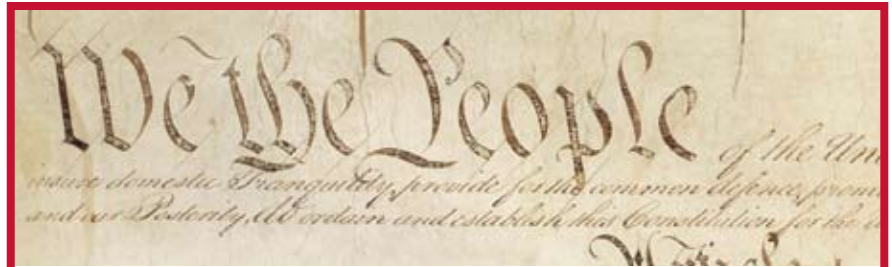 We the People of the Un
insure domestic Tranquility, provide for the common defence, promo
and our Posterity, do ordain and establish this Constitution for the U